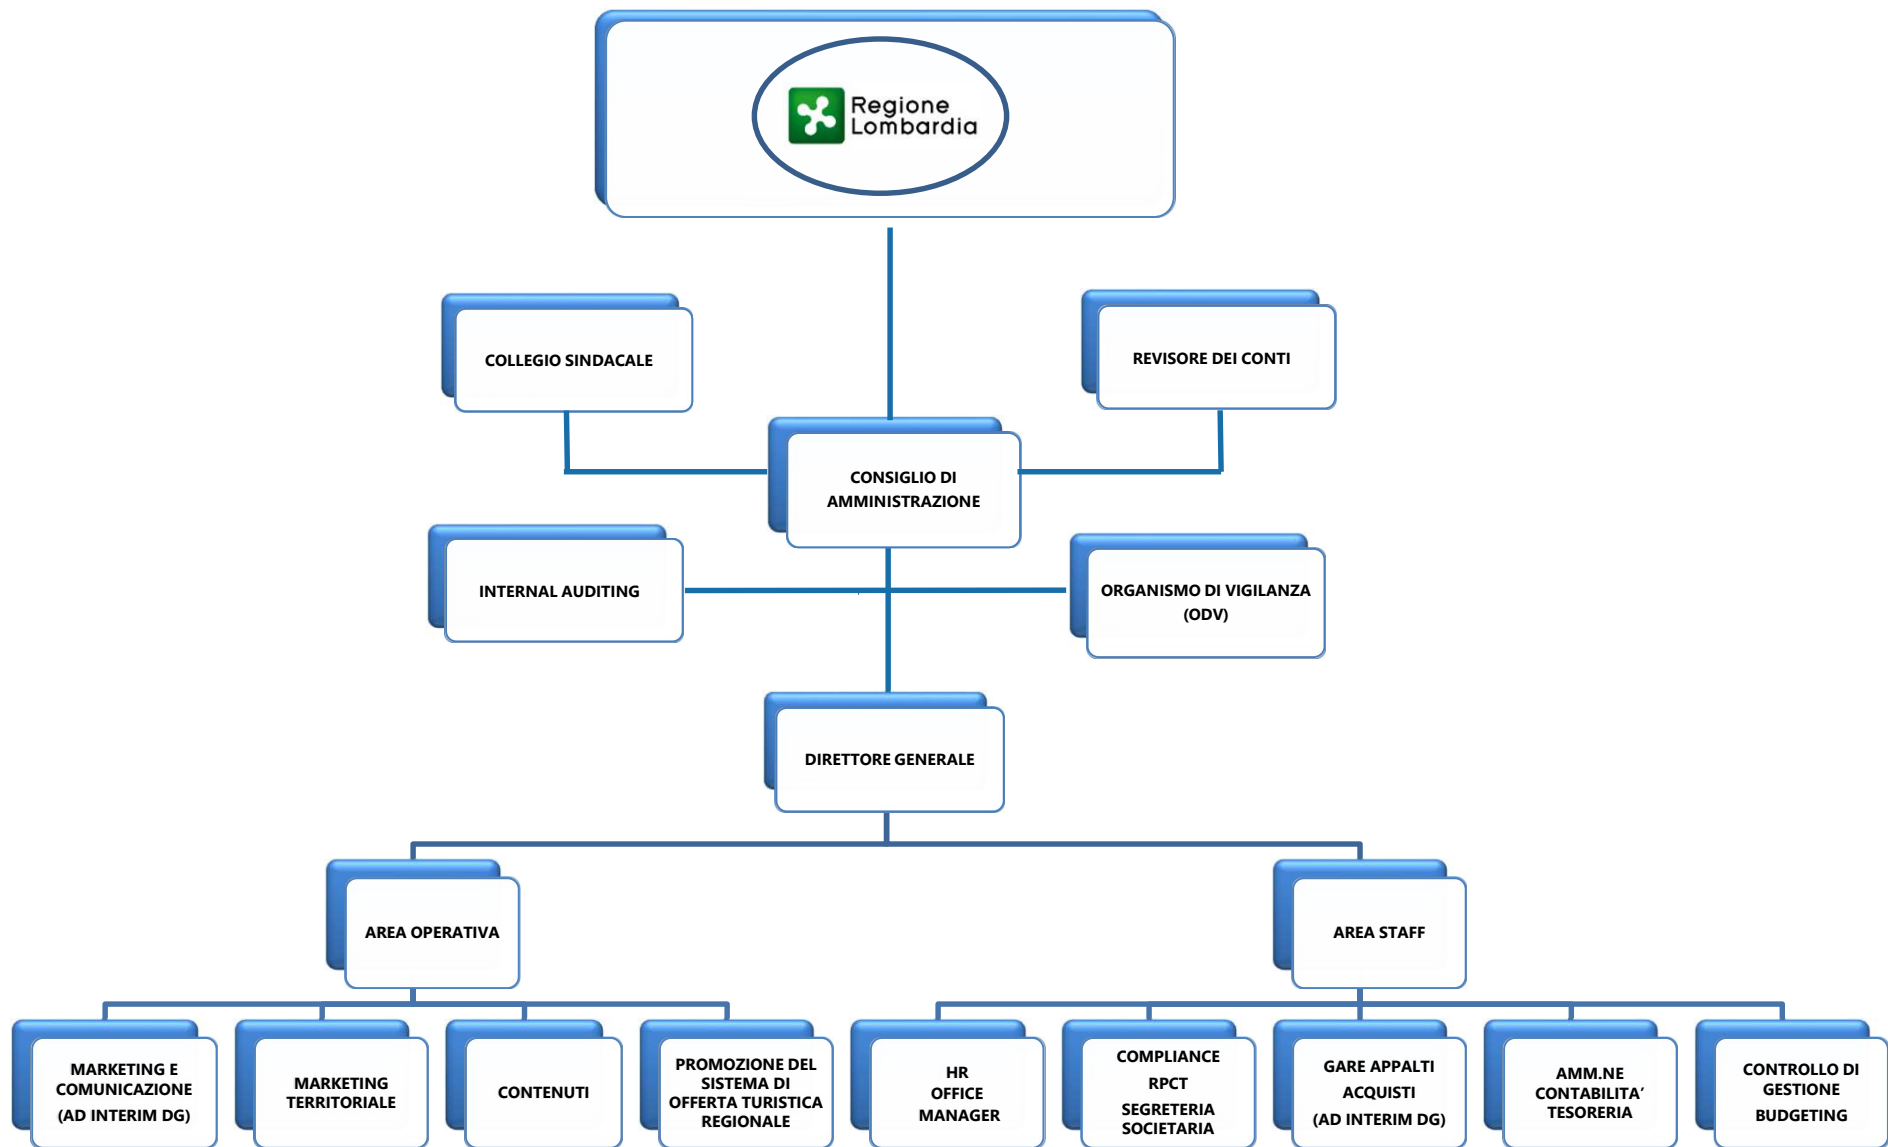 Regione
Lombardia
COLLEGIO SINDACALE
REVISORE DEI CONTI
CONSIGLIO DI
AMMINISTRAZIONE
INTERNAL AUDITING
ORGANISMO DI VIGILANZA
(ODV)
DIRETTORE GENERALE
AREA OPERATIVA
AREA STAFF
MARKETING E
COMUNICAZIONE
(AD INTERIM DG)
MARKETING
TERRITORIALE
CONTENUTI
PROMOZIONE DEL
SISTEMA DI
OFFERTA TURISTICA
REGIONALE
HR
OFFICE
MANAGER
COMPLIANCE
RPCT
SEGRETERIA
SOCIETARIA
GARE APPALTI
ACQUISTI
(AD INTERIM DG)
AMM.NE
CONTABILITA’
TESORERIA
CONTROLLO DI
GESTIONE
BUDGETING